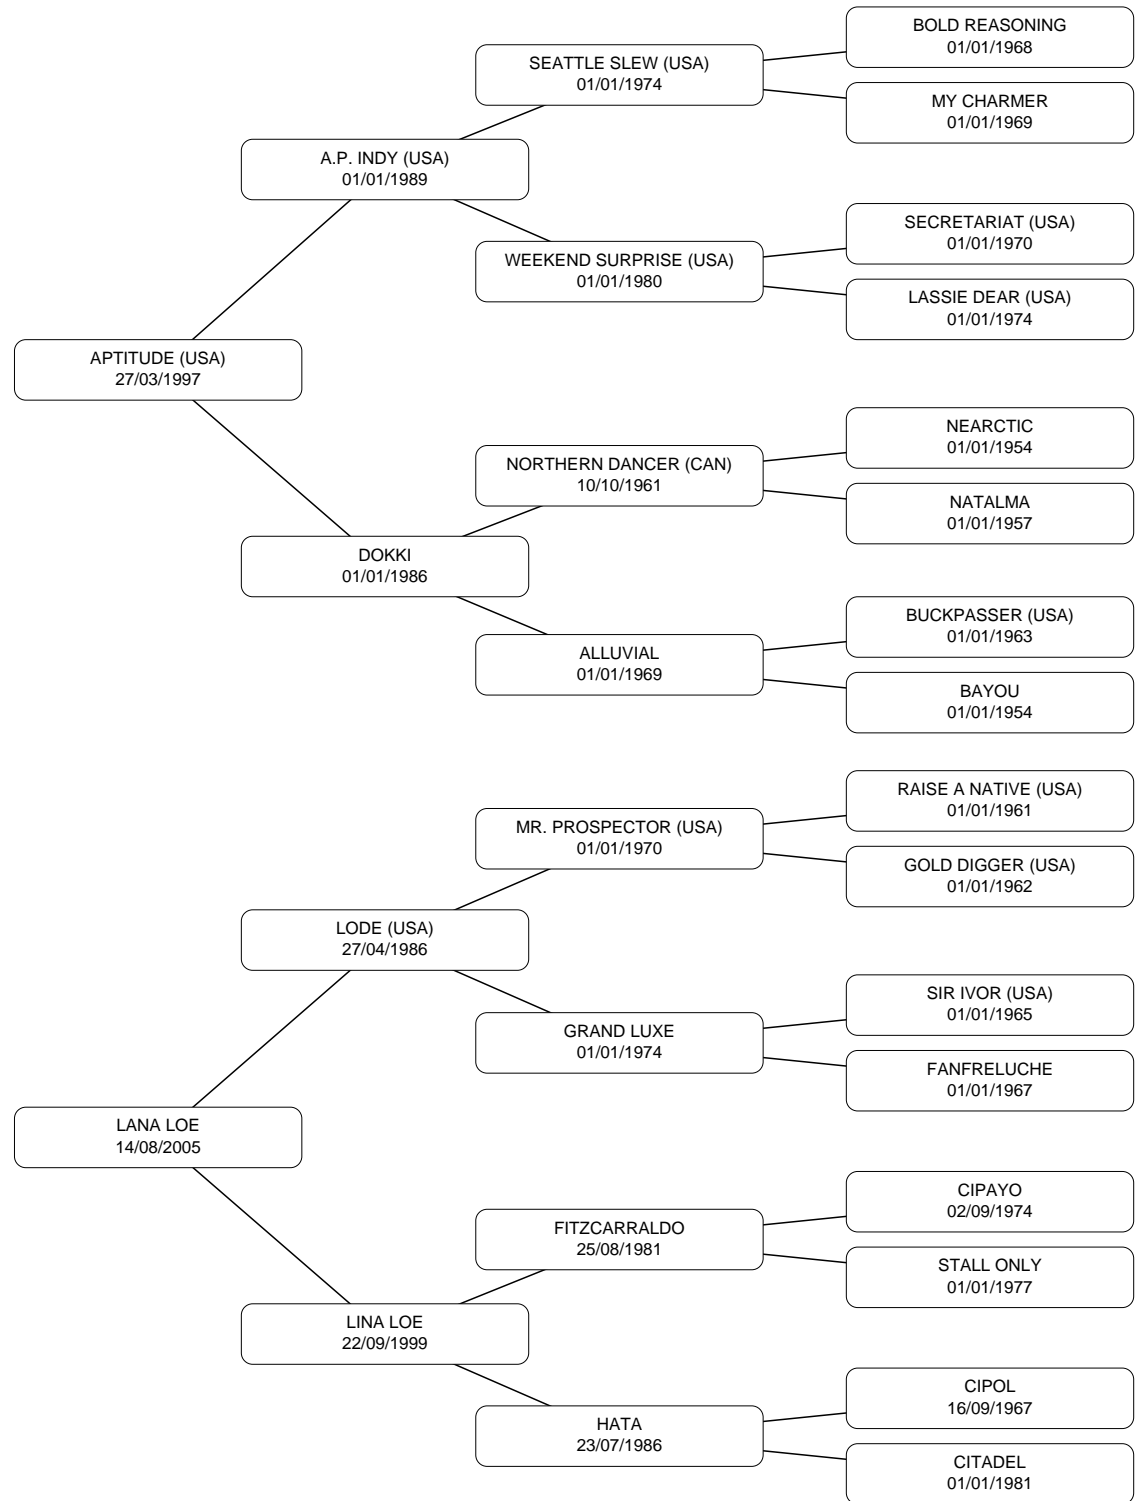 BOLD REASONING
01/01/1968
SEATTLE SLEW (USA)
01/01/1974
MY CHARMER
01/01/1969
A.P. INDY (USA)
01/01/1989
SECRETARIAT (USA)
01/01/1970
WEEKEND SURPRISE (USA)
01/01/1980
LASSIE DEAR (USA)
01/01/1974
APTITUDE (USA)
27/03/1997
NEARCTIC
01/01/1954
NORTHERN DANCER (CAN)
10/10/1961
NATALMA
01/01/1957
DOKKI
01/01/1986
BUCKPASSER (USA)
01/01/1963
ALLUVIAL
01/01/1969
BAYOU
01/01/1954
RAISE A NATIVE (USA)
01/01/1961
MR. PROSPECTOR (USA)
01/01/1970
GOLD DIGGER (USA)
01/01/1962
LODE (USA)
27/04/1986
SIR IVOR (USA)
01/01/1965
GRAND LUXE
01/01/1974
FANFRELUCHE
01/01/1967
LANA LOE
14/08/2005
CIPAYO
02/09/1974
FITZCARRALDO
25/08/1981
STALL ONLY
01/01/1977
LINA LOE
22/09/1999
CIPOL
16/09/1967
HATA
23/07/1986
CITADEL
01/01/1981